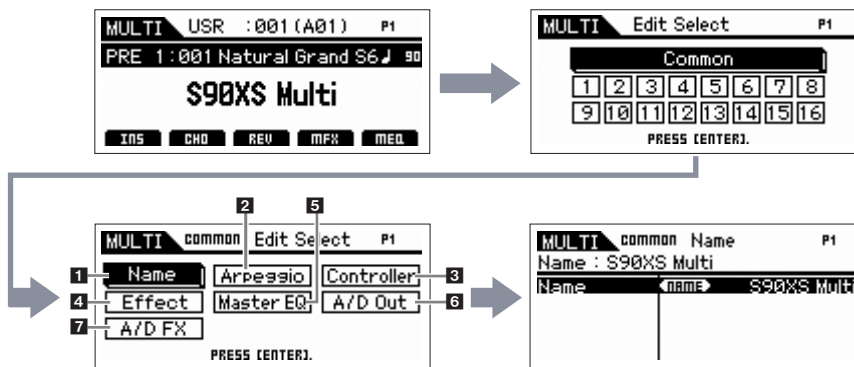 MULTI USR :001(A01) P1
PRE 1:001 Natural Grand S6♩ 90
S90XS Multi
INS CHO REV MFX MEQ
MULTI Edit Select P1
Common
1 2 3 4 5 6 7 8
9 10 11 12 13 14 15 16
PRESS [ENTER].
2 5
MULTI common Edit Select P1
1 Name Arpeggio Controller 3
4 Effect Master EQ A/D Out 6
7 A/D FX
PRESS [ENTER].
MULTI common Name P1
Name : S90XS Multi
Name NAME S90XS Multi